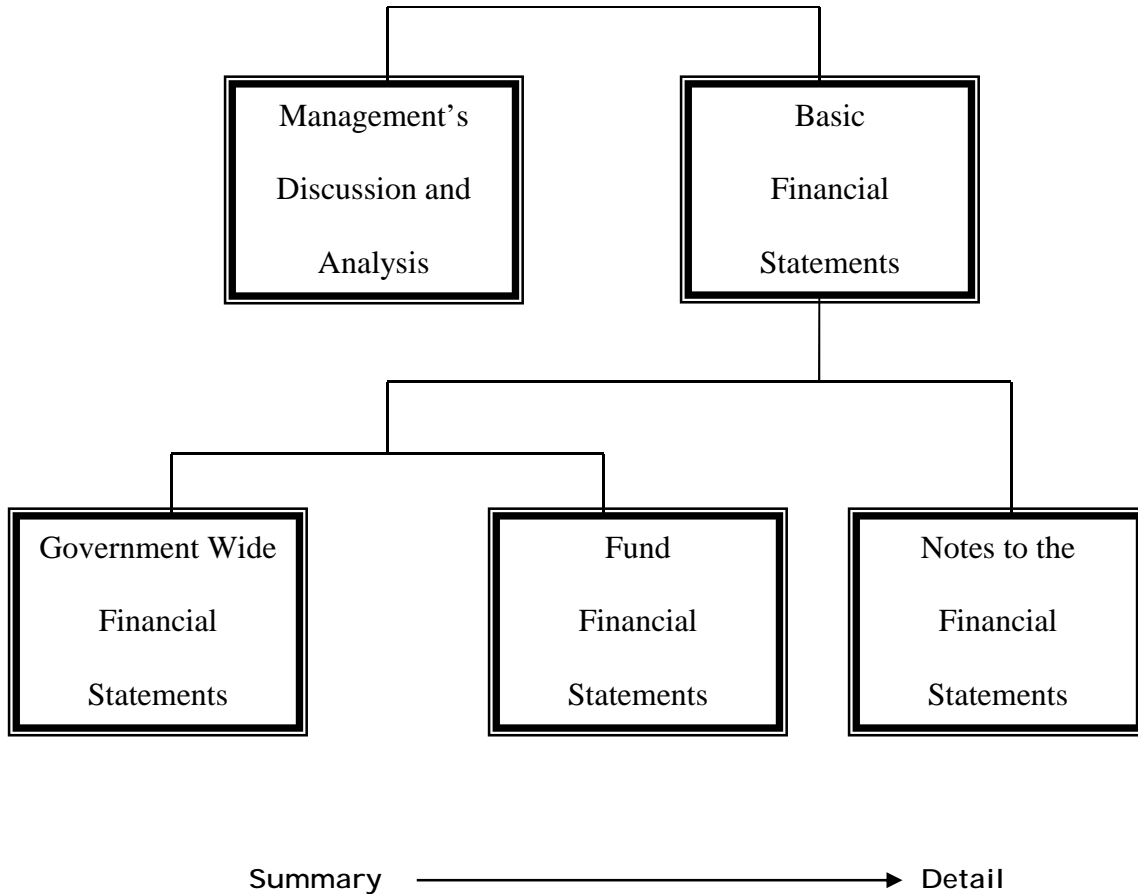 Management’s
Discussion and
Analysis
Basic
Financial
Statements
Government Wide
Financial
Statements
Fund
Financial
Statements
Notes to the
Financial
Statements
Summary
Detail